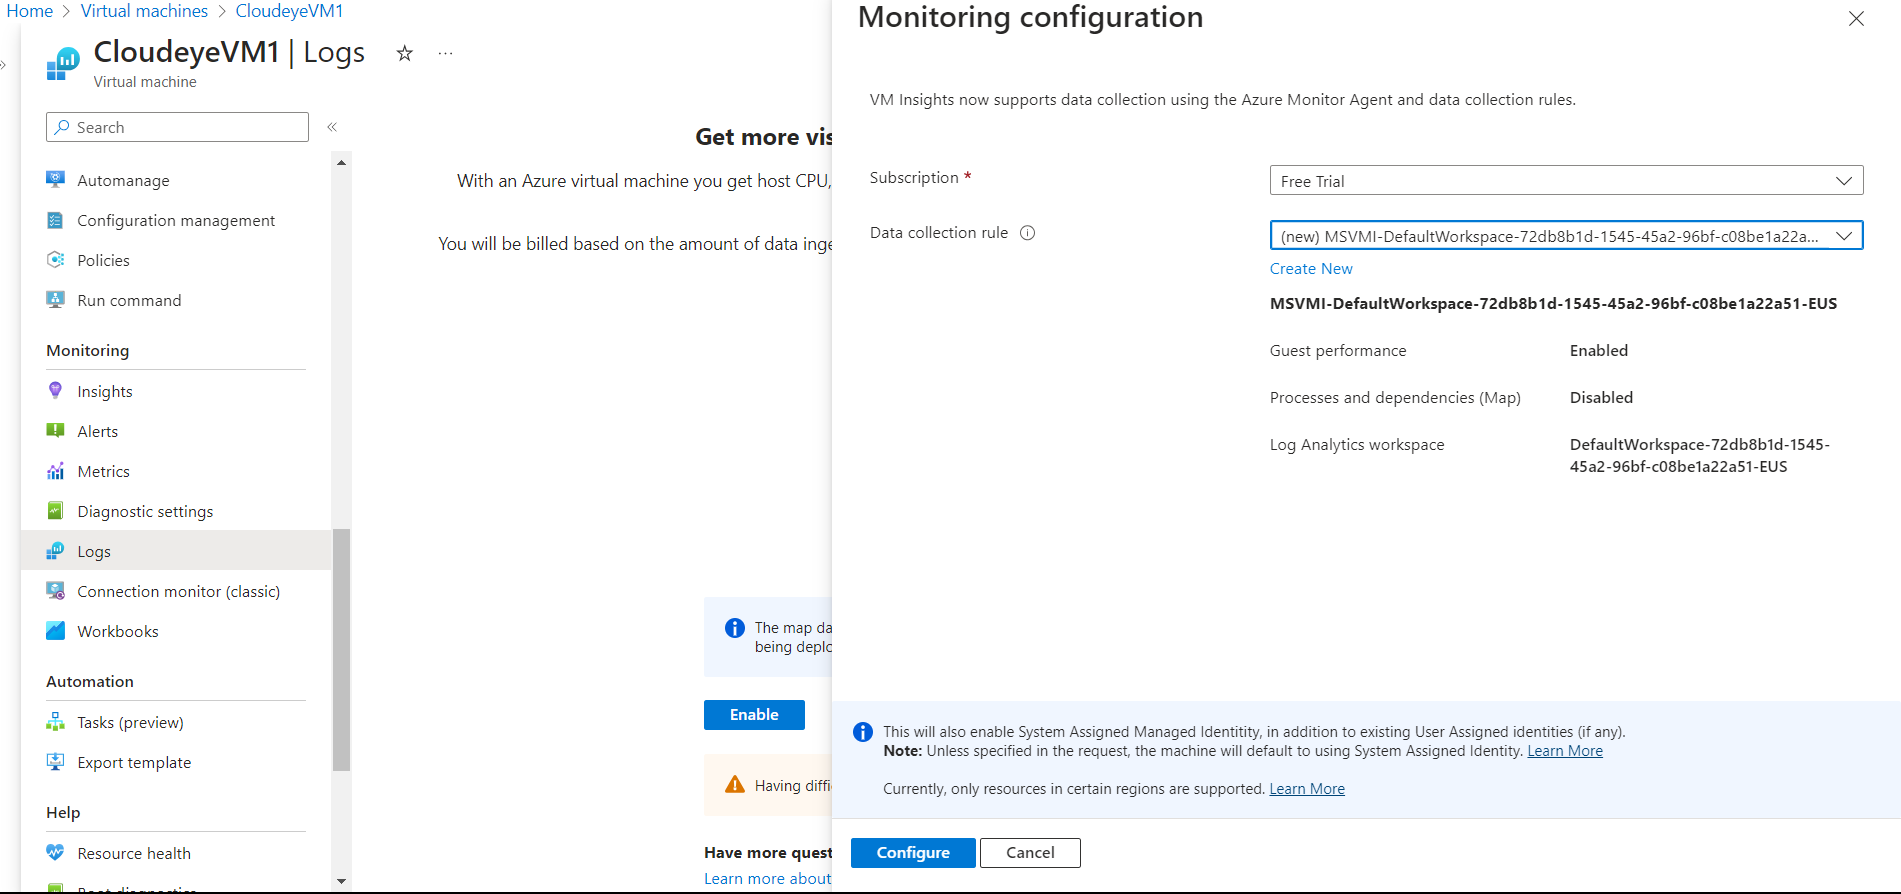 Home > Virtual machines > CloudeyeVM1
CloudeyeVM1 | Logs
Virtual machine
Search
Automanage
Configuration management
Policies
Run command
Monitoring
Insights
Alerts
Metrics
Diagnostic settings
Logs
Connection monitor (classic)
Workbooks
Automation
Tasks (preview)
Export template
Help
Resource health
Get more vis
With an Azure virtual machine you get host CPU,
You will be billed based on the amount of data inge
The map da
being deplo
Enable
Having diffi
Have more quest
Learn more about
Monitoring configuration
VM Insights now supports data collection using the Azure Monitor Agent and data collection rules.
Subscription *
Free Trial
Data collection rule
(new) MSVMI-DefaultWorkspace-72db8b1d-1545-45a2-96bf-c08be1a22a...
Create New
MSVMI-DefaultWorkspace-72db8b1d-1545-45a2-96bf-c08be1a22a51-EUS
Guest performance Enabled
Processes and dependencies (Map) Disabled
Log Analytics workspace DefaultWorkspace-72db8b1d-1545-
45a2-96bf-c08be1a22a51-EUS
This will also enable System Assigned Managed Identitity, in addition to existing User Assigned identities (if any).
Note: Unless specified in the request, the machine will default to using System Assigned Identity. Learn More
Currently, only resources in certain regions are supported. Learn More
Configure
Cancel